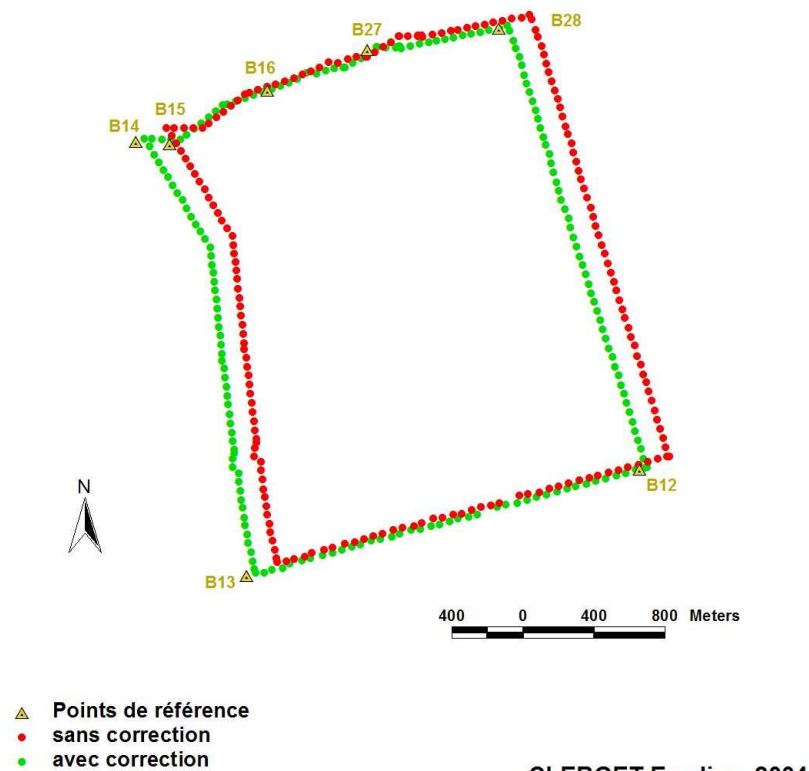 B28
B27
B16
B15
B14
N
B12
B13
400 0 400 800 Meters
Points de référence
sans correction
avec correction